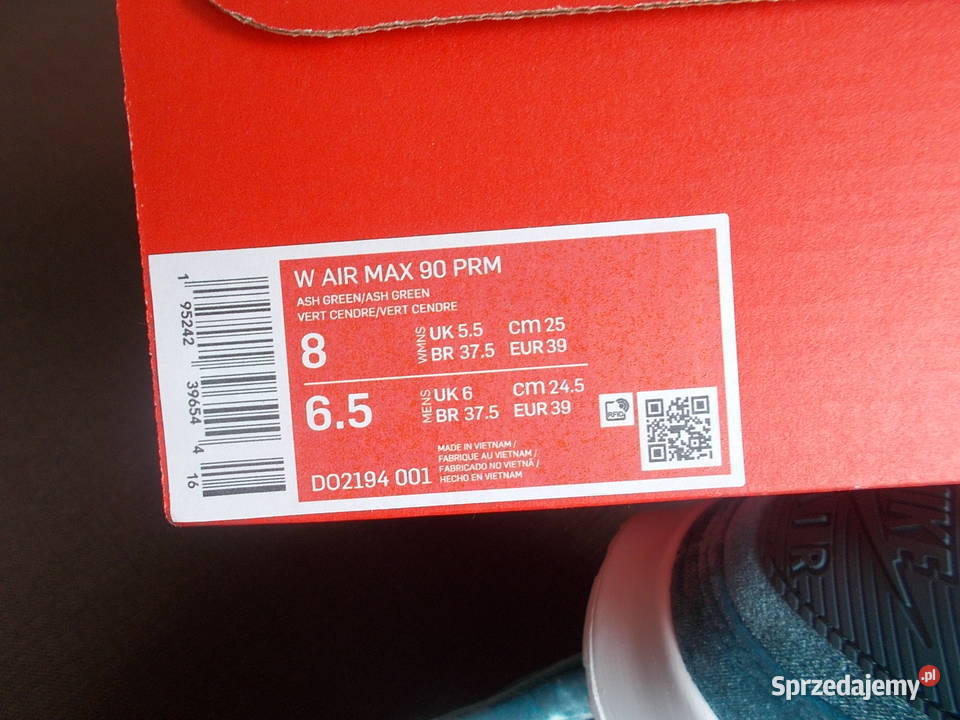 W AIR MAX 90 PRM
ASH GREEN/ASH GREEN
VERT CENDRE/VERT CENDRE
8 WMNS UK 5.5 cm 25
BR 37.5 EUR 39
6.5 MENS UK 6 cm 24.5
BR 37.5 EUR 39
RFID
DO2194 001
MADE IN VIETNAM /
FABRIQUE AU VIETNAM /
FABRICADO NO VIETNÃ /
HECHO EN VIETNAM
1 95242 39654 4 16
NIKE
AIR
Sprzedajemy.pl